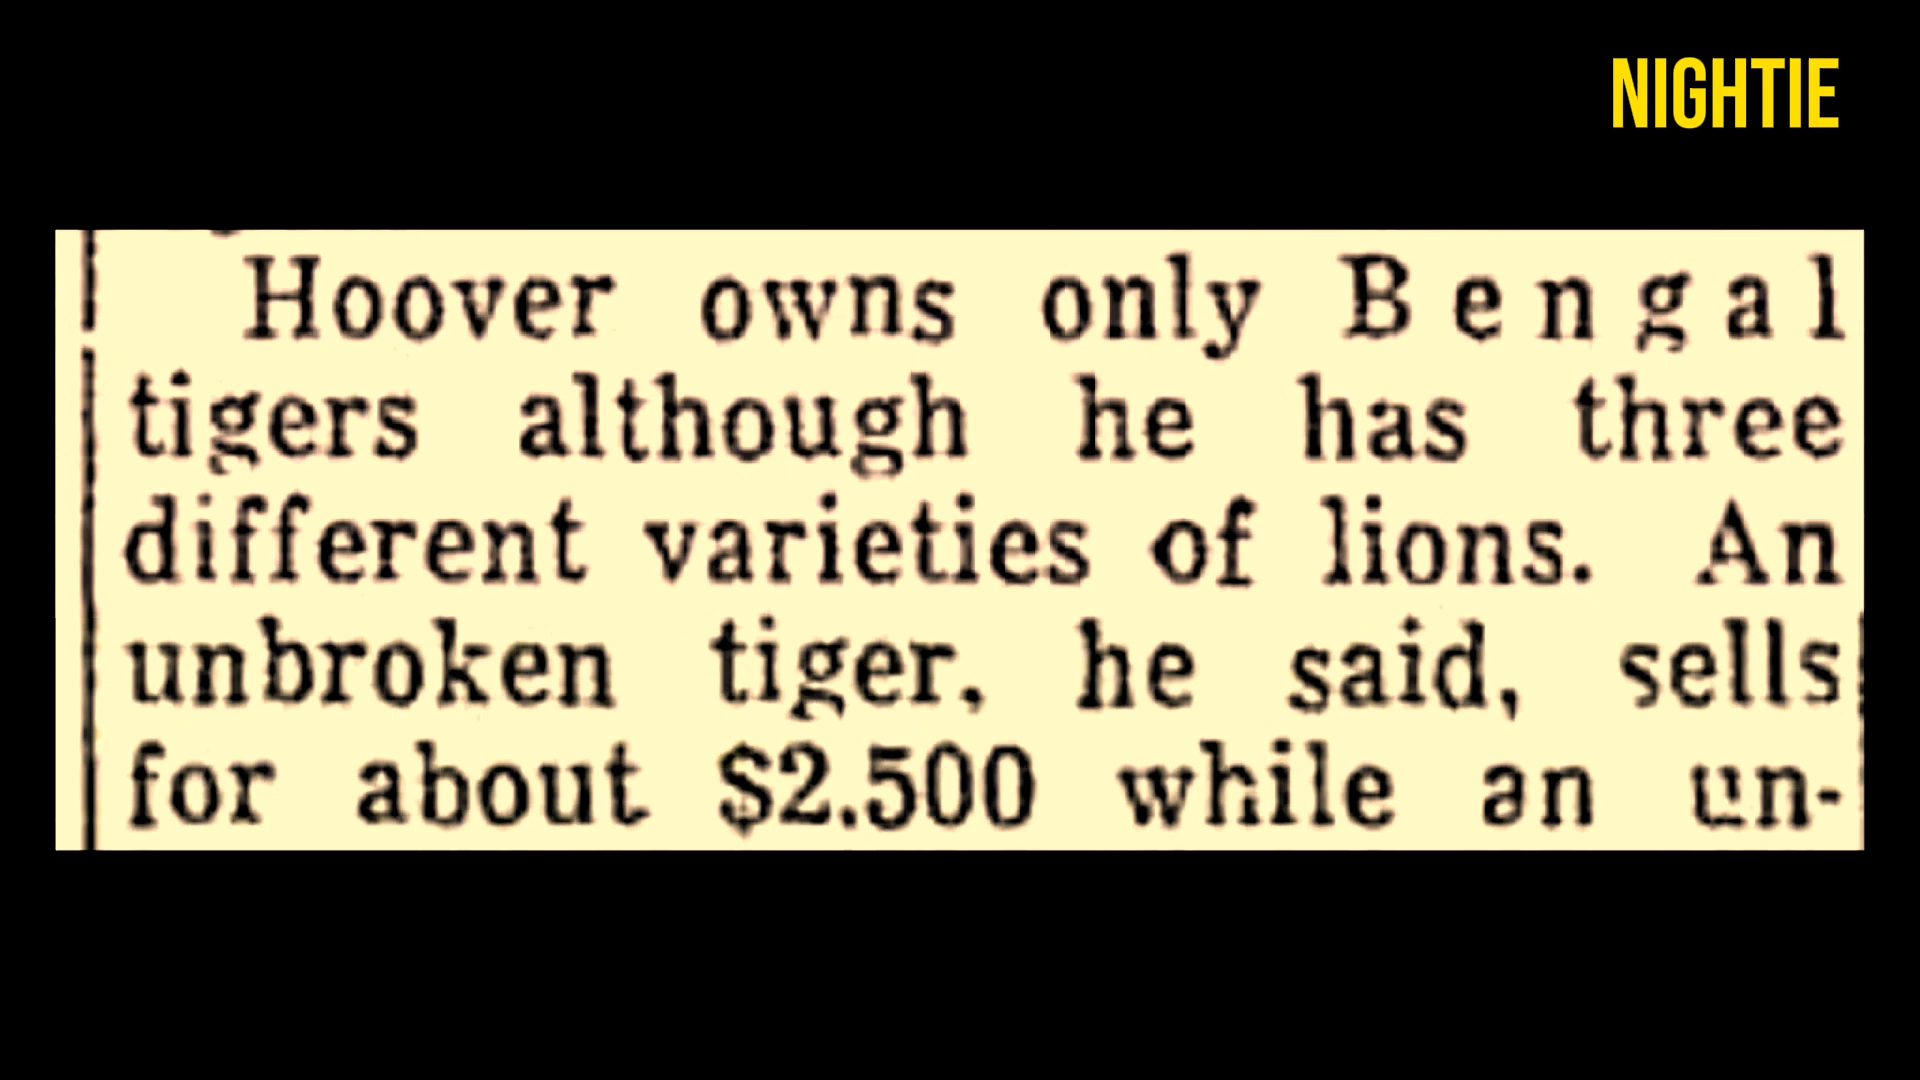 NIGHTIE
Hoover owns only Bengal
tigers although he has three
different varieties of lions. An
unbroken tiger, he said, sells
for about $2,500 while an un-